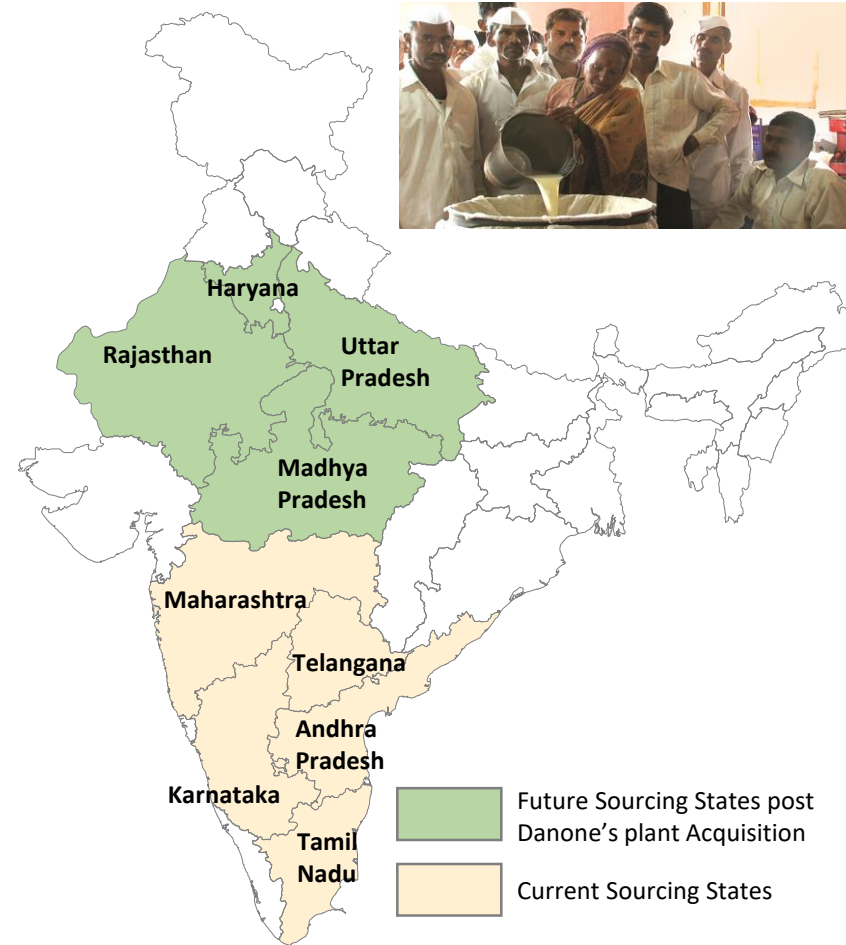 Haryana
Rajasthan
Uttar
Pradesh
Madhya
Pradesh
Maharashtra
Telangana
Andhra
Pradesh
Karnataka
Tamil
Nadu
Future Sourcing States post
Danone's plant Acquisition
Current Sourcing States